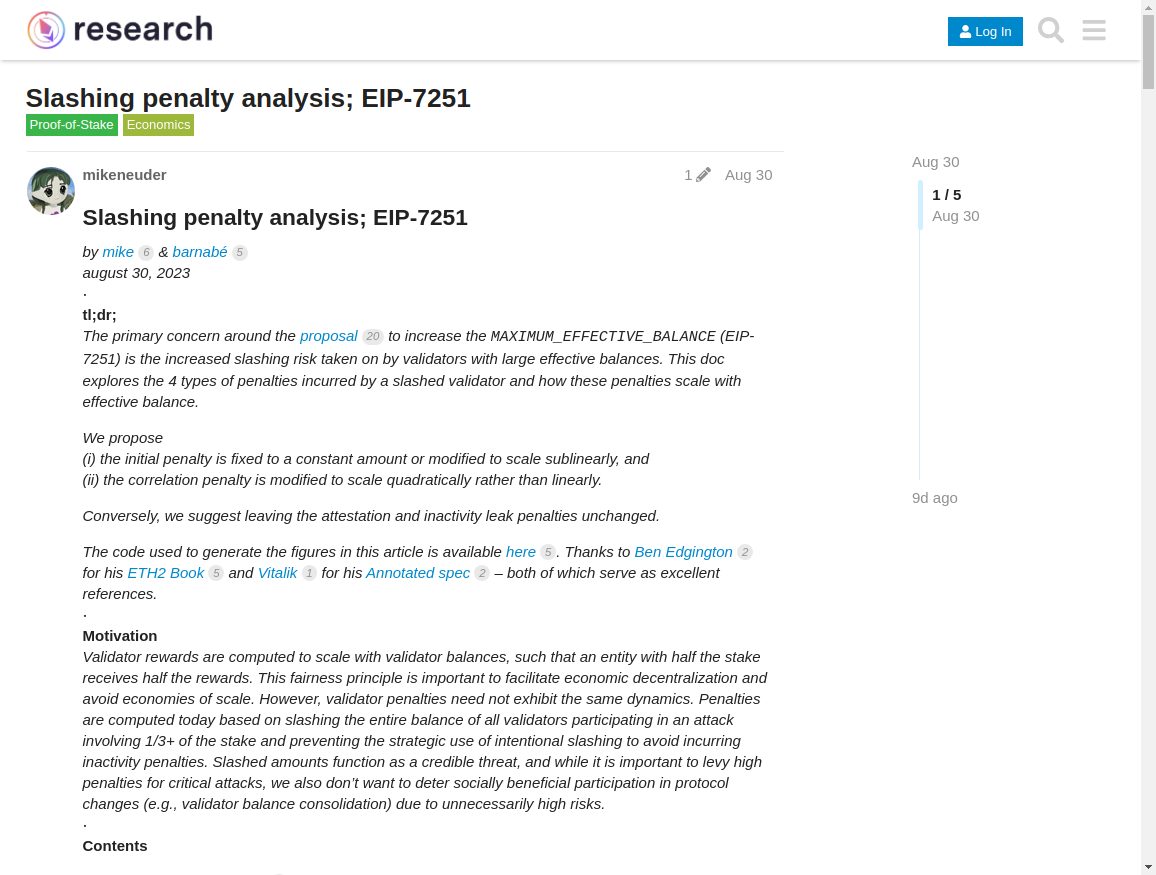 research
Log In
Slashing penalty analysis; EIP-7251
Proof-of-Stake Economics
mikeneuder 1 Aug 30
Aug 30
1 / 5
Aug 30
9d ago
Slashing penalty analysis; EIP-7251
by mike 6 & barnabé 5
august 30, 2023
·
tl;dr;
The primary concern around the proposal 20 to increase the MAXIMUM_EFFECTIVE_BALANCE (EIP-
7251) is the increased slashing risk taken on by validators with large effective balances. This doc
explores the 4 types of penalties incurred by a slashed validator and how these penalties scale with
effective balance.
We propose
(i) the initial penalty is fixed to a constant amount or modified to scale sublinearly, and
(ii) the correlation penalty is modified to scale quadratically rather than linearly.
Conversely, we suggest leaving the attestation and inactivity leak penalties unchanged.
The code used to generate the figures in this article is available here 5. Thanks to Ben Edgington 2
for his ETH2 Book 5 and Vitalik 1 for his Annotated spec 2 – both of which serve as excellent
references.
·
Motivation
Validator rewards are computed to scale with validator balances, such that an entity with half the stake
receives half the rewards. This fairness principle is important to facilitate economic decentralization and
avoid economies of scale. However, validator penalties need not exhibit the same dynamics. Penalties
are computed today based on slashing the entire balance of all validators participating in an attack
involving 1/3+ of the stake and preventing the strategic use of intentional slashing to avoid incurring
inactivity penalties. Slashed amounts function as a credible threat, and while it is important to levy high
penalties for critical attacks, we also don’t want to deter socially beneficial participation in protocol
changes (e.g., validator balance consolidation) due to unnecessarily high risks.
·
Contents